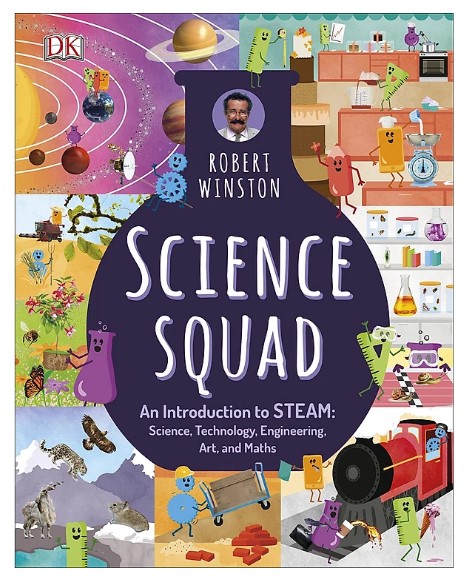 DK
ROBERT
WINSTON
SCIENCE
SQUAD
An Introduction to STEAM:
Science, Technology, Engineering,
Art, and Maths